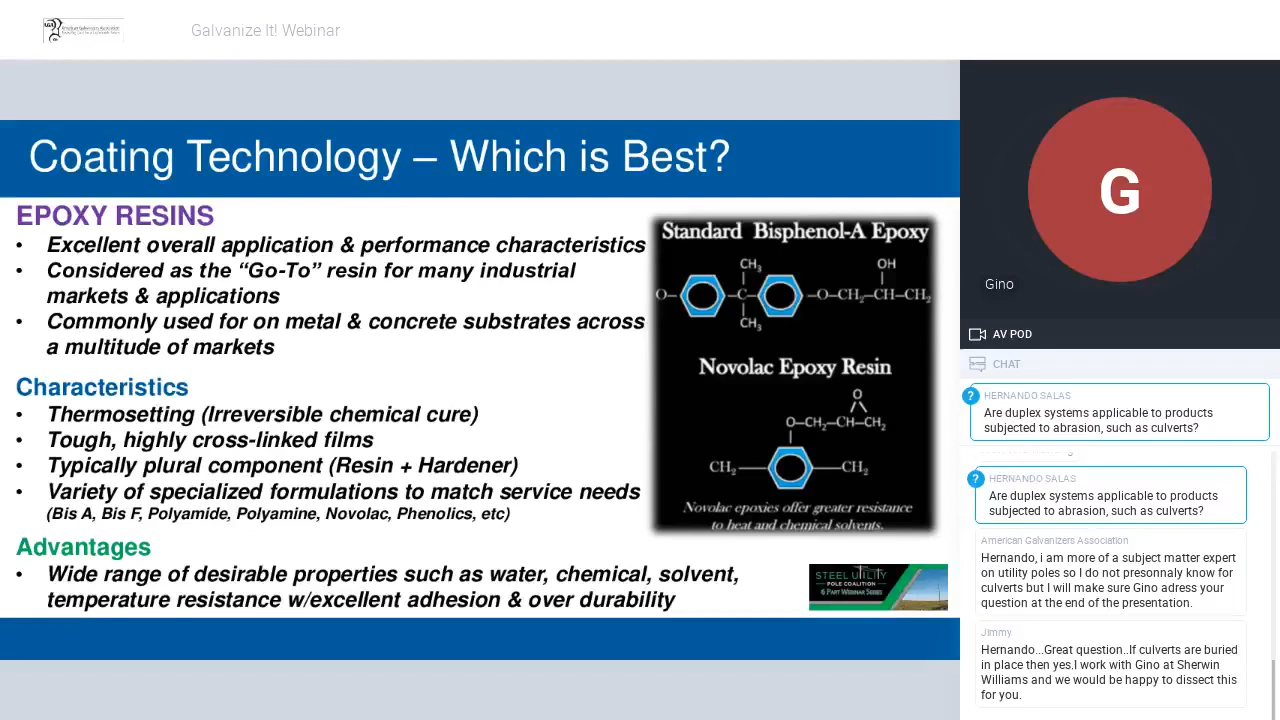 AGA American Galvanizers Association
Galvanize It! Webinar
Coating Technology – Which is Best?
EPOXY RESINS
• Excellent overall application & performance characteristics
• Considered as the “Go-To” resin for many industrial
markets & applications
• Commonly used for on metal & concrete substrates across
a multitude of markets
Characteristics
• Thermosetting (Irreversible chemical cure)
• Tough, highly cross-linked films
• Typically plural component (Resin + Hardener)
• Variety of specialized formulations to match service needs
(Bis A, Bis F, Polyamide, Polyamine, Novolac, Phenolics, etc)
Advantages
• Wide range of desirable properties such as water, chemical, solvent,
temperature resistance w/excellent adhesion & over durability
Standard Bisphenol-A Epoxy
CH3 OH
O–C–O–CH2–CH–CH2
CH3
Novolac Epoxy Resin
O
O–CH2–CH–CH2
CH2 CH2
Novolac epoxies offer greater resistance
to heat and chemical solvents.
STEEL UTILITY
POLE COALITION
6 PART WEBINAR SERIES
G
Gino
AV POD
CHAT
?
HERNANDO SALAS
Are duplex systems applicable to products
subjected to abrasion, such as culverts?
?
HERNANDO SALAS
Are duplex systems applicable to products
subjected to abrasion, such as culverts?
American Galvanizers Association
Hernando, i am more of a subject matter expert
on utility poles so I do not presonnaly know for
culverts but I will make sure Gino adress your
question at the end of the presentation.
Jimmy
Hernando...Great question..If culverts are buried
in place then yes.I work with Gino at Sherwin
Williams and we would be happy to dissect this
for you.